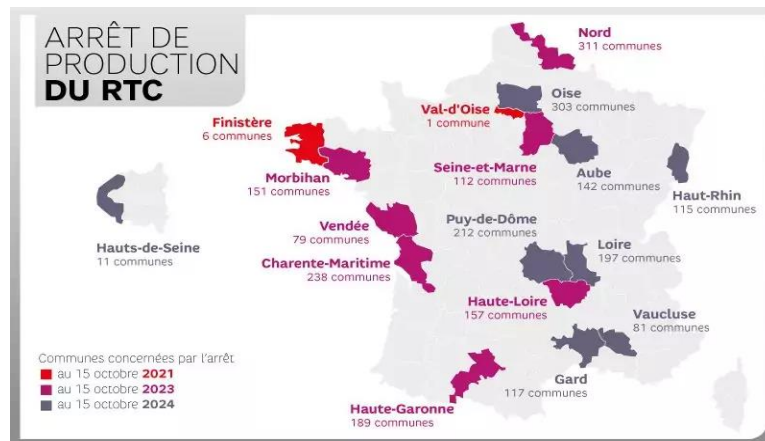 ARRÊT DE
PRODUCTION
DU RTC
Nord
311 communes
Oise
303 communes
Val-d'Oise
1 commune
Finistère
6 communes
Seine-et-Marne
112 communes
Aube
142 communes
Haut-Rhin
115 communes
Morbihan
151 communes
Hauts-de-Seine
11 communes
Vendée
79 communes
Puy-de-Dôme
212 communes
Loire
197 communes
Charente-Maritime
238 communes
Haute-Loire
157 communes
Vaucluse
81 communes
Gard
117 communes
Haute-Garonne
189 communes
Communes concernées par l'arrêt
au 15 octobre 2021
au 15 octobre 2023
au 15 octobre 2024